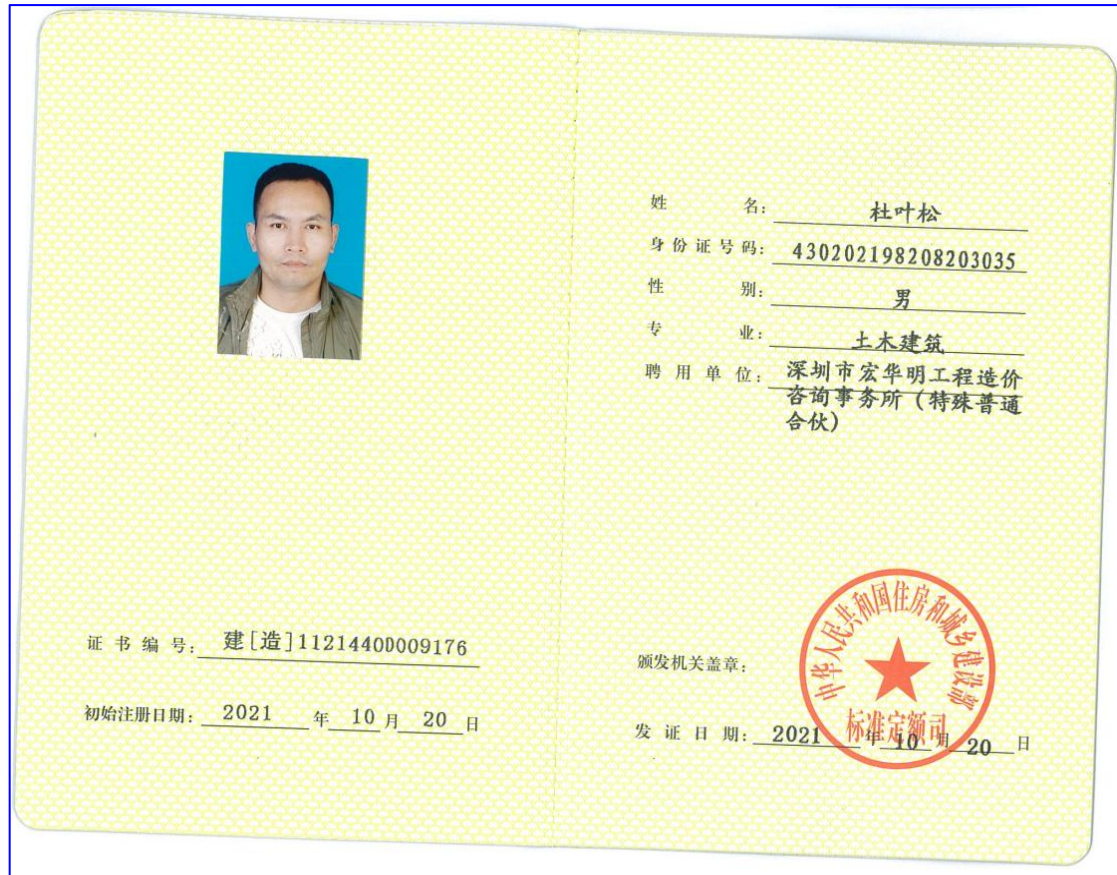 姓 名: 杜叶松
身份证号码: 430202198208203035
性 别: 男
专 业: 土木建筑
聘用单位: 深圳市宏华明工程造价
咨询事务所（特殊普通
合伙）
证书编号: 建[造]11214400009176
初始注册日期: 2021 年 10 月 20 日
颁发机关盖章:
中华人民共和国住房和城乡建设部
标准定额司
发证日期: 2021 年 10 月 20 日